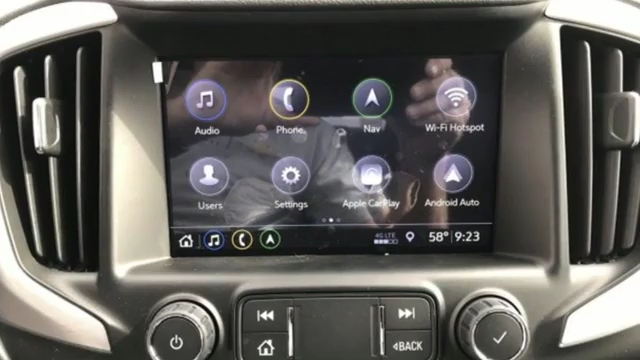 Audio Phone Nav Wi-Fi Hotspot
Users Settings Apple CarPlay Android Auto
4G LTE 58° 9:23
BACK